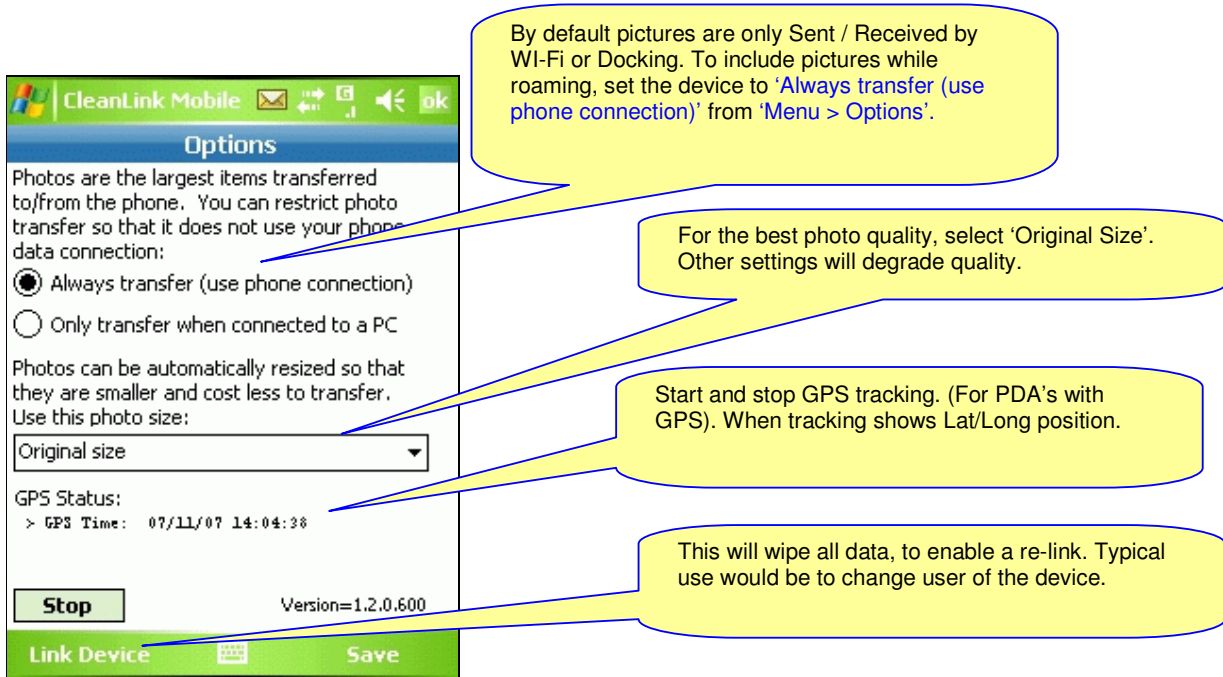 By default pictures are only Sent / Received by
WI-Fi or Docking. To include pictures while
roaming, set the device to ‘Always transfer (use
phone connection)’ from ‘Menu > Options’.
CleanLink Mobile G ok
Options
Photos are the largest items transferred
to/from the phone. You can restrict photo
transfer so that it does not use your phone
data connection:
Always transfer (use phone connection)
Only transfer when connected to a PC
For the best photo quality, select ‘Original Size’.
Other settings will degrade quality.
Photos can be automatically resized so that
they are smaller and cost less to transfer.
Use this photo size:
Original size
Start and stop GPS tracking. (For PDA’s with
GPS). When tracking shows Lat/Long position.
GPS Status:
> GPS Time: 07/11/07 14:04:38
This will wipe all data, to enable a re-link. Typical
use would be to change user of the device.
Stop Version=1.2.0.600
Link Device Save